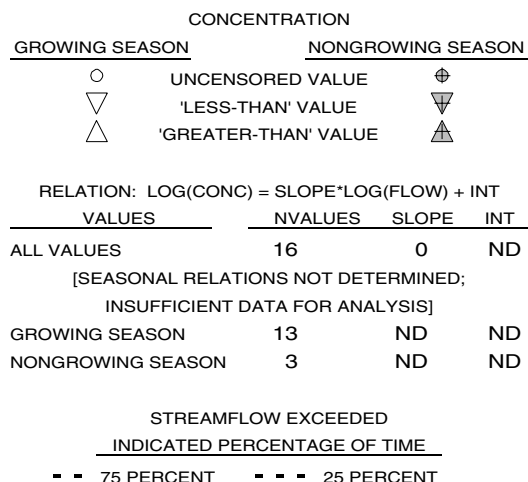 CONCENTRATION
GROWING SEASON NONGROWING SEASON
UNCENSORED VALUE
'LESS-THAN' VALUE
'GREATER-THAN' VALUE
RELATION: LOG(CONC) = SLOPE*LOG(FLOW) + INT
VALUES NVALUES SLOPE INT
ALL VALUES 16 0 ND
[SEASONAL RELATIONS NOT DETERMINED;
INSUFFICIENT DATA FOR ANALYSIS]
GROWING SEASON 13 ND ND
NONGROWING SEASON 3 ND ND
STREAMFLOW EXCEEDED
INDICATED PERCENTAGE OF TIME
75 PERCENT 25 PERCENT